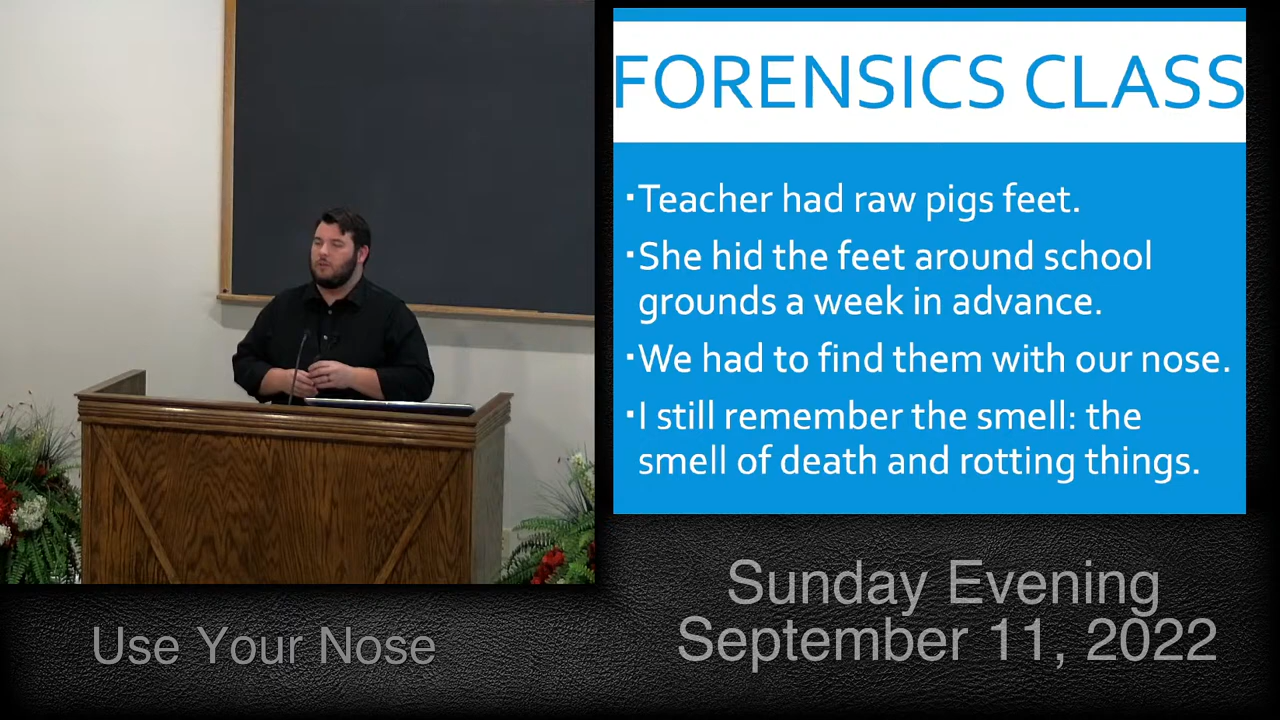 FORENSICS CLASS
▪Teacher had raw pigs feet.
▪She hid the feet around school
grounds a week in advance.
▪We had to find them with our nose.
▪I still remember the smell: the
smell of death and rotting things.
Sunday Evening
September 11, 2022
Use Your Nose